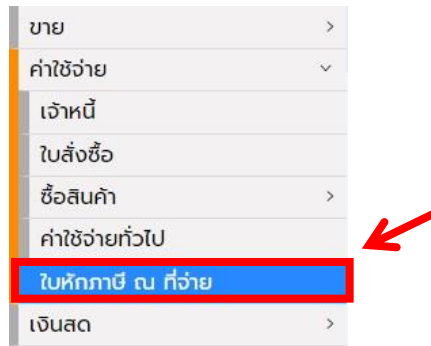 ขาย
ค่าใช้จ่าย
เจ้าหนี้
ใบสั่งซื้อ
ซื้อสินค้า
ค่าใช้จ่ายทั่วไป
ใบหักภาษี ณ ที่จ่าย
เงินสด